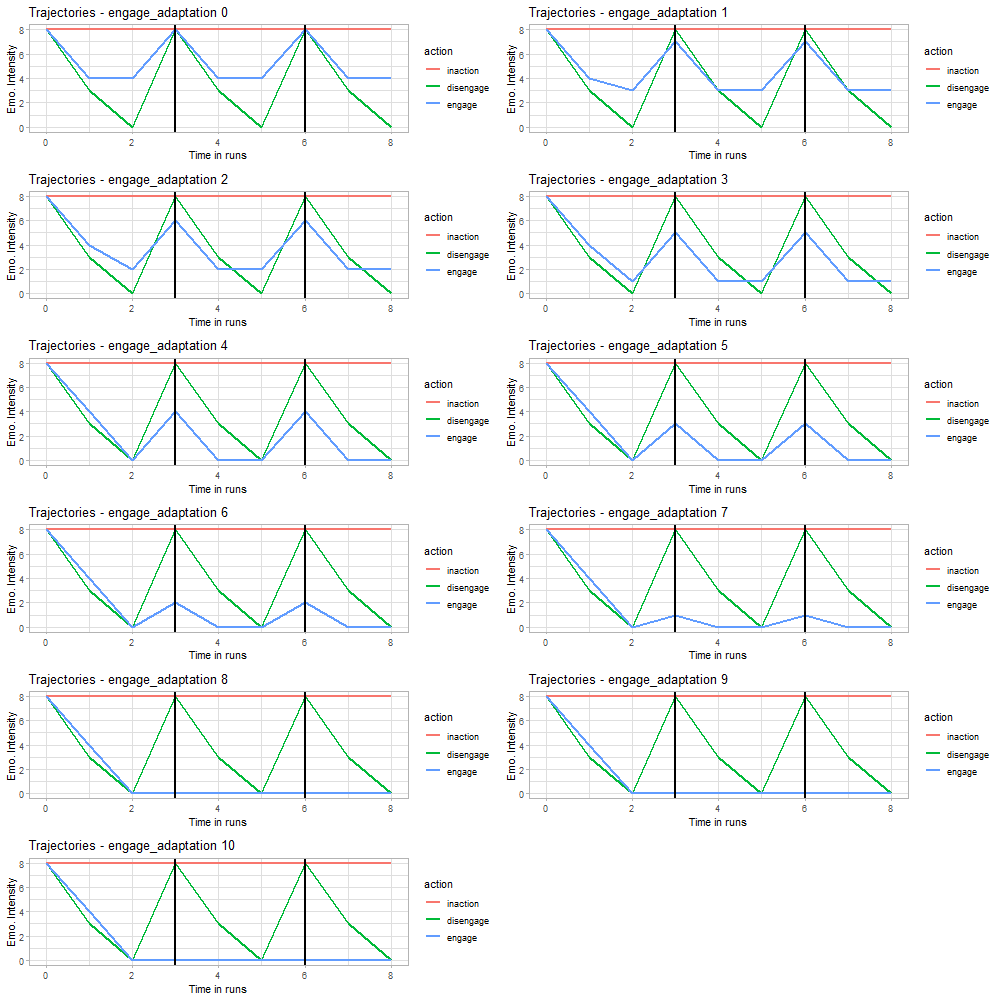 Trajectories - engage_adaptation 0
Emo. Intensity
8
6
4
2
0
0 2 4 6 8
Time in runs
action
inaction
disengage
engage
Trajectories - engage_adaptation 1
Emo. Intensity
8
6
4
2
0
0 2 4 6 8
Time in runs
action
inaction
disengage
engage
Trajectories - engage_adaptation 2
Emo. Intensity
8
6
4
2
0
0 2 4 6 8
Time in runs
action
inaction
disengage
engage
Trajectories - engage_adaptation 3
Emo. Intensity
8
6
4
2
0
0 2 4 6 8
Time in runs
action
inaction
disengage
engage
Trajectories - engage_adaptation 4
Emo. Intensity
8
6
4
2
0
0 2 4 6 8
Time in runs
action
inaction
disengage
engage
Trajectories - engage_adaptation 5
Emo. Intensity
8
6
4
2
0
0 2 4 6 8
Time in runs
action
inaction
disengage
engage
Trajectories - engage_adaptation 6
Emo. Intensity
8
6
4
2
0
0 2 4 6 8
Time in runs
action
inaction
disengage
engage
Trajectories - engage_adaptation 7
Emo. Intensity
8
6
4
2
0
0 2 4 6 8
Time in runs
action
inaction
disengage
engage
Trajectories - engage_adaptation 8
Emo. Intensity
8
6
4
2
0
0 2 4 6 8
Time in runs
action
inaction
disengage
engage
Trajectories - engage_adaptation 9
Emo. Intensity
8
6
4
2
0
0 2 4 6 8
Time in runs
action
inaction
disengage
engage
Trajectories - engage_adaptation 10
Emo. Intensity
8
6
4
2
0
0 2 4 6 8
Time in runs
action
inaction
disengage
engage